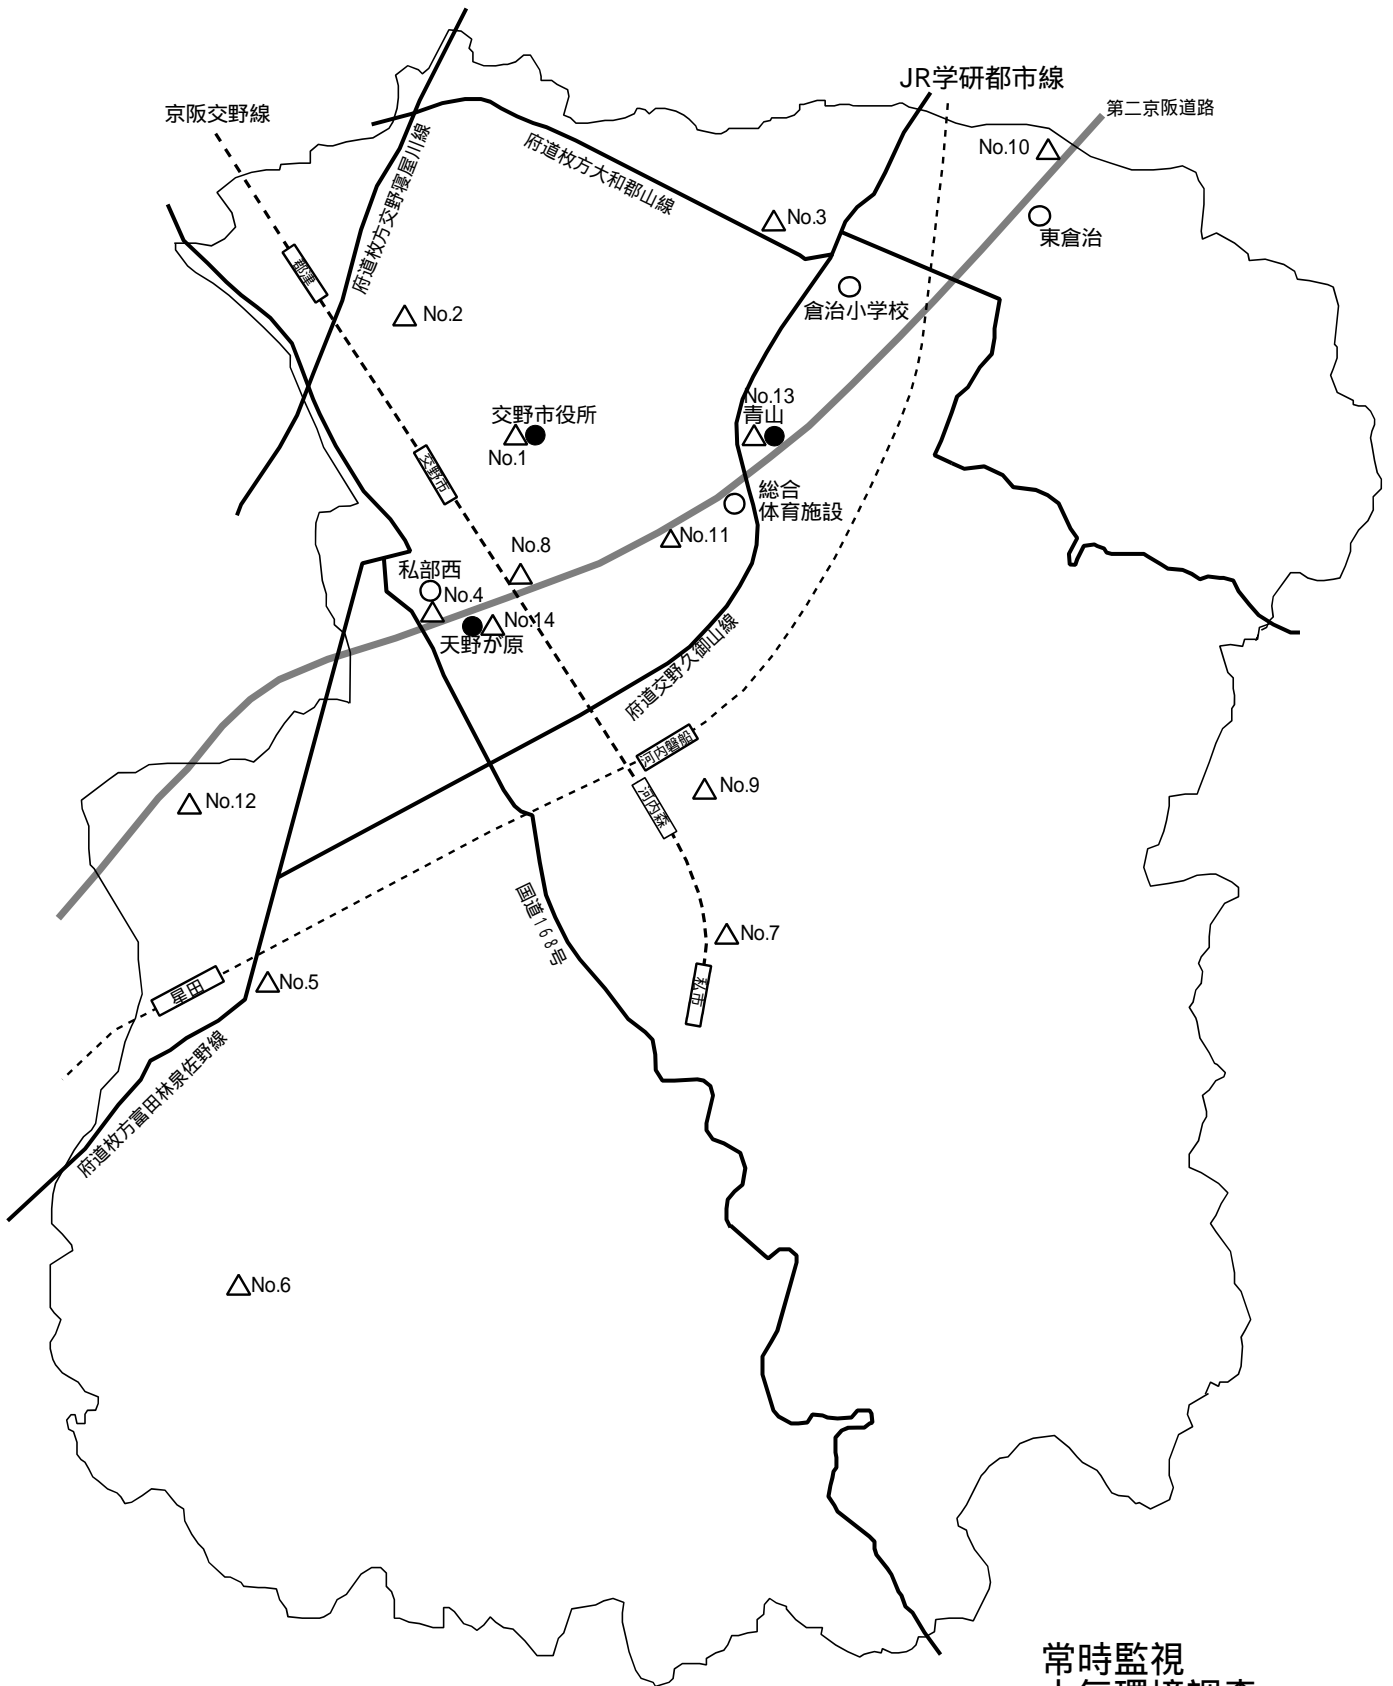 JR学研都市線
京阪交野線
第二京阪道路
府道枚方交野寝屋川線
府道枚方大和郡山線
No.10
No.3
東倉治
郡津
倉治小学校
No.2
No.13
青山
交野市役所
No.1
交野市
総合
体育施設
No.11
No.8
私部西
No.4
No.14
天野が原
府道交野久御山線
河内磐船
No.9
河内森
No.12
国道168号
No.7
私市
星田
No.5
府道枚方富田林泉佐野線
No.6
常時監視
大気環境調査